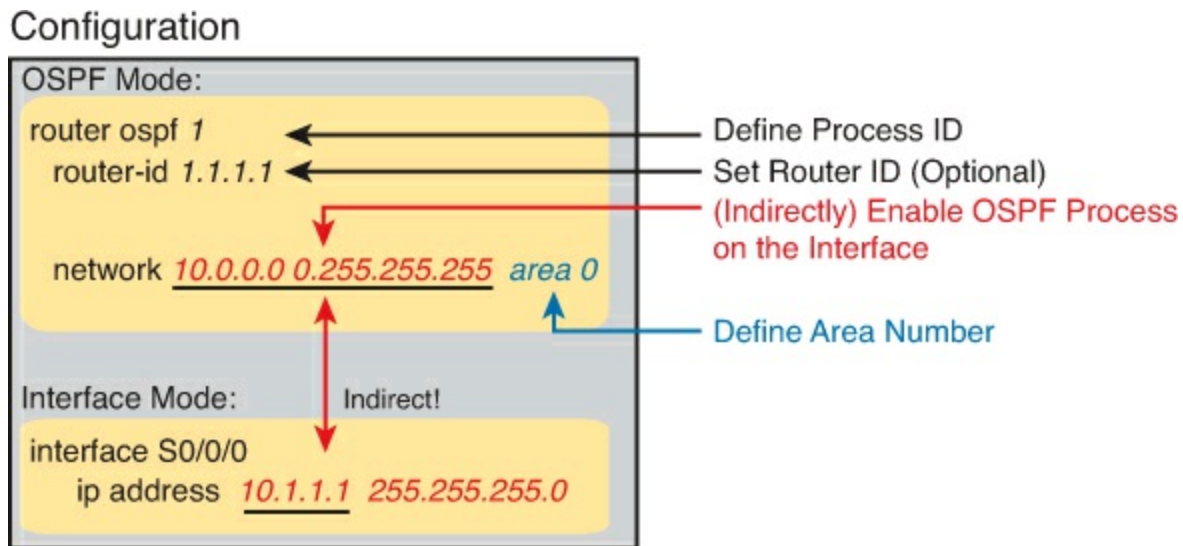 Configuration
OSPF Mode:
router ospf 1
Define Process ID
router-id 1.1.1.1
Set Router ID (Optional)
(Indirectly) Enable OSPF Process
on the Interface
network 10.0.0.0 0.255.255.255 area 0
Define Area Number
Interface Mode:
Indirect!
interface S0/0/0
ip address 10.1.1.1 255.255.255.0